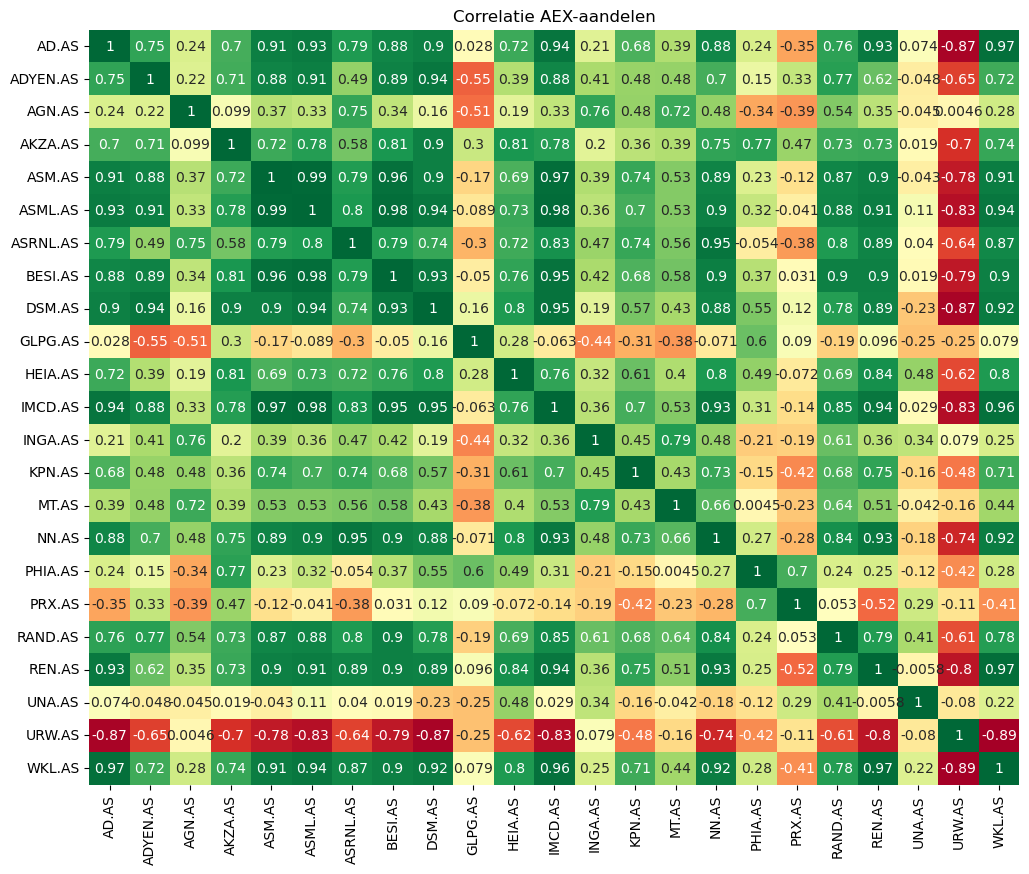 Correlatie AEX-aandelen
AD.AS 1 0.75 0.24 0.7 0.91 0.93 0.79 0.88 0.9 0.028 0.72 0.94 0.21 0.68 0.39 0.88 0.24 -0.35 0.76 0.93 0.074 -0.87 0.97
ADYEN.AS 0.75 1 0.22 0.71 0.88 0.91 0.49 0.89 0.94 -0.55 0.39 0.88 0.41 0.48 0.48 0.7 0.15 0.33 0.77 0.62 -0.048 -0.65 0.72
AGN.AS 0.24 0.22 1 0.099 0.37 0.33 0.75 0.34 0.16 -0.51 0.19 0.33 0.76 0.48 0.72 0.48 -0.34 -0.39 0.54 0.35 -0.045 0.0046 0.28
AKZA.AS 0.7 0.71 0.099 1 0.72 0.78 0.58 0.81 0.9 0.3 0.81 0.78 0.2 0.36 0.39 0.75 0.77 0.47 0.73 0.73 0.019 -0.7 0.74
ASM.AS 0.91 0.88 0.37 0.72 1 0.99 0.79 0.96 0.9 -0.17 0.69 0.97 0.39 0.74 0.53 0.89 0.23 -0.12 0.87 0.9 -0.043 -0.78 0.91
ASML.AS 0.93 0.91 0.33 0.78 0.99 1 0.8 0.98 0.94 -0.089 0.73 0.98 0.36 0.7 0.53 0.9 0.32 -0.041 0.88 0.91 0.11 -0.83 0.94
ASRNL.AS 0.79 0.49 0.75 0.58 0.79 0.8 1 0.79 0.74 -0.3 0.72 0.83 0.47 0.74 0.56 0.95 -0.054 -0.38 0.8 0.89 0.04 -0.64 0.87
BESI.AS 0.88 0.89 0.34 0.81 0.96 0.98 0.79 1 0.93 -0.05 0.76 0.95 0.42 0.68 0.58 0.9 0.37 0.031 0.9 0.9 0.019 -0.79 0.9
DSM.AS 0.9 0.94 0.16 0.9 0.9 0.94 0.74 0.93 1 0.16 0.8 0.95 0.19 0.57 0.43 0.88 0.55 0.12 0.78 0.89 -0.23 -0.87 0.92
GLPG.AS 0.028 -0.55 -0.51 0.3 -0.17 -0.089 -0.3 -0.05 0.16 1 0.28 -0.063 -0.44 -0.31 -0.38 -0.071 0.6 0.09 -0.19 0.096 -0.25 -0.25 0.079
HEIA.AS 0.72 0.39 0.19 0.81 0.69 0.73 0.72 0.76 0.8 0.28 1 0.76 0.32 0.61 0.4 0.8 0.49 -0.072 0.69 0.84 0.48 -0.62 0.8
IMCD.AS 0.94 0.88 0.33 0.78 0.97 0.98 0.83 0.95 0.95 -0.063 0.76 1 0.36 0.7 0.53 0.93 0.31 -0.14 0.85 0.94 0.029 -0.83 0.96
INGA.AS 0.21 0.41 0.76 0.2 0.39 0.36 0.47 0.42 0.19 -0.44 0.32 0.36 1 0.45 0.79 0.48 -0.21 -0.19 0.61 0.36 0.34 0.079 0.25
KPN.AS 0.68 0.48 0.48 0.36 0.74 0.7 0.74 0.68 0.57 -0.31 0.61 0.7 0.45 1 0.43 0.73 -0.15 -0.42 0.68 0.75 -0.16 -0.48 0.71
MT.AS 0.39 0.48 0.72 0.39 0.53 0.53 0.56 0.58 0.43 -0.38 0.4 0.53 0.79 0.43 1 0.66 0.0045 -0.23 0.64 0.51 -0.042 -0.16 0.44
NN.AS 0.88 0.7 0.48 0.75 0.89 0.9 0.95 0.9 0.88 -0.071 0.8 0.93 0.48 0.73 0.66 1 0.27 -0.28 0.84 0.93 -0.18 -0.74 0.92
PHIA.AS 0.24 0.15 -0.34 0.77 0.23 0.32 -0.054 0.37 0.55 0.6 0.49 0.31 -0.21 -0.15 0.0045 0.27 1 0.7 0.24 0.25 -0.12 -0.42 0.28
PRX.AS -0.35 0.33 -0.39 0.47 -0.12 -0.041 -0.38 0.031 0.12 0.09 -0.072 -0.14 -0.19 -0.42 -0.23 -0.28 0.7 1 0.053 -0.52 0.29 -0.11 -0.41
RAND.AS 0.76 0.77 0.54 0.73 0.87 0.88 0.8 0.9 0.78 -0.19 0.69 0.85 0.61 0.68 0.64 0.84 0.24 0.053 1 0.79 0.41 -0.61 0.78
REN.AS 0.93 0.62 0.35 0.73 0.9 0.91 0.89 0.9 0.89 0.096 0.84 0.94 0.36 0.75 0.51 0.93 0.25 -0.52 0.79 1 -0.0058 -0.8 0.97
UNA.AS 0.074 -0.048 -0.045 0.019 -0.043 0.11 0.04 0.019 -0.23 -0.25 0.48 0.029 0.34 -0.16 -0.042 -0.18 -0.12 0.29 0.41 -0.0058 1 -0.08 0.22
URW.AS -0.87 -0.65 0.0046 -0.7 -0.78 -0.83 -0.64 -0.79 -0.87 -0.25 -0.62 -0.83 0.079 -0.48 -0.16 -0.74 -0.42 -0.11 -0.61 -0.8 -0.08 1 -0.89
WKL.AS 0.97 0.72 0.28 0.74 0.91 0.94 0.87 0.9 0.92 0.079 0.8 0.96 0.25 0.71 0.44 0.92 0.28 -0.41 0.78 0.97 0.22 -0.89 1
AD.AS ADYEN.AS AGN.AS AKZA.AS ASM.AS ASML.AS ASRNL.AS BESI.AS DSM.AS GLPG.AS HEIA.AS IMCD.AS INGA.AS KPN.AS MT.AS NN.AS PHIA.AS PRX.AS RAND.AS REN.AS UNA.AS URW.AS WKL.AS